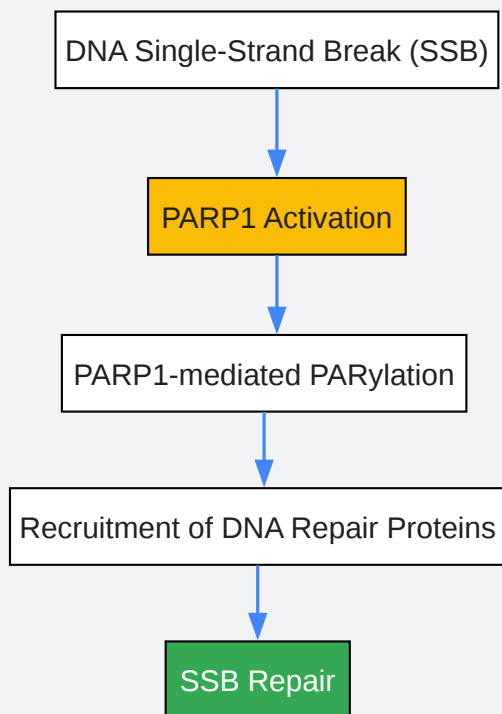 DNA Single-Strand Break (SSB)
PARP1 Activation
PARP1-mediated PARylation
Recruitment of DNA Repair Proteins
SSB Repair